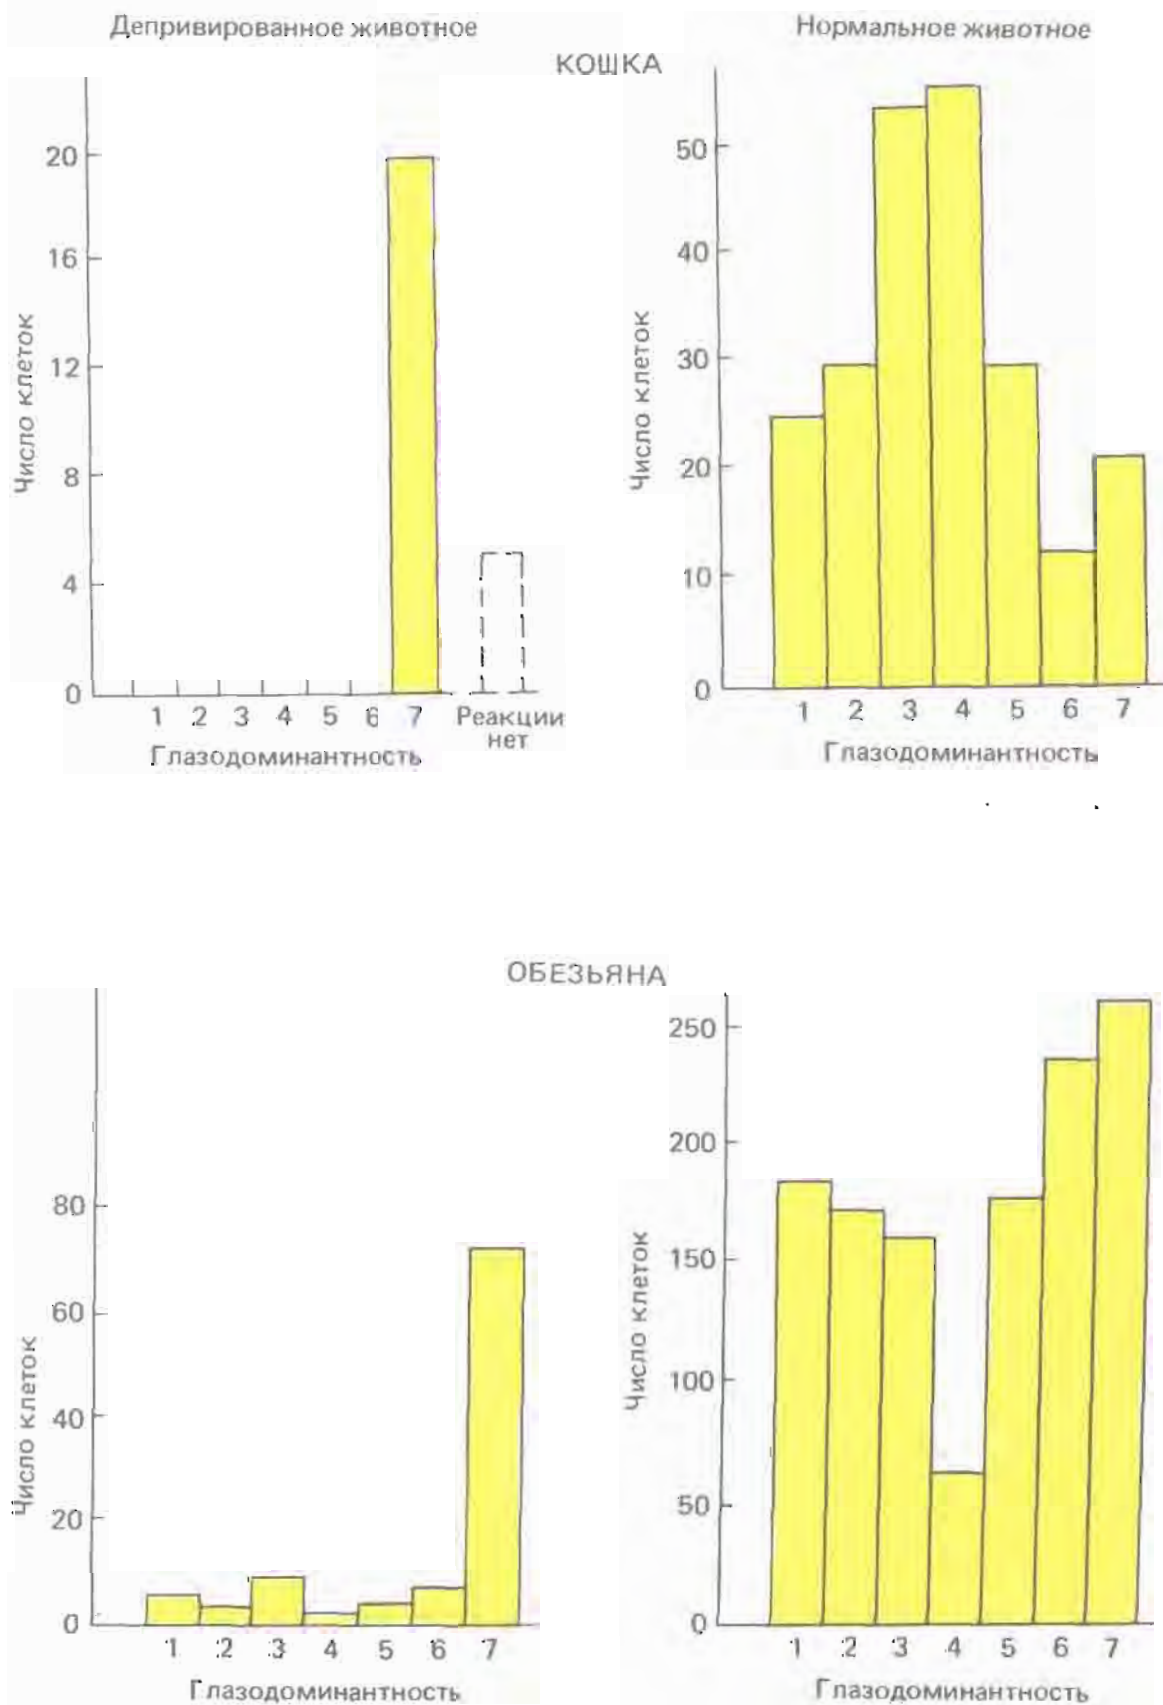 Депривированное животное
Нормальное животное
КОШКА
20
16
12
8
4
0
Число клеток
1 2 3 4 5 6 7 Реакции
нет
Глазодоминантность
50
40
30
20
10
0
Число клеток
1 2 3 4 5 6 7
Глазодоминантность
ОБЕЗЬЯНА
80
60
40
20
0
Число клеток
1 2 3 4 5 6 7
Глазодоминантность
250
200
150
100
50
0
Число клеток
1 2 3 4 5 6 7
Глазодоминантность